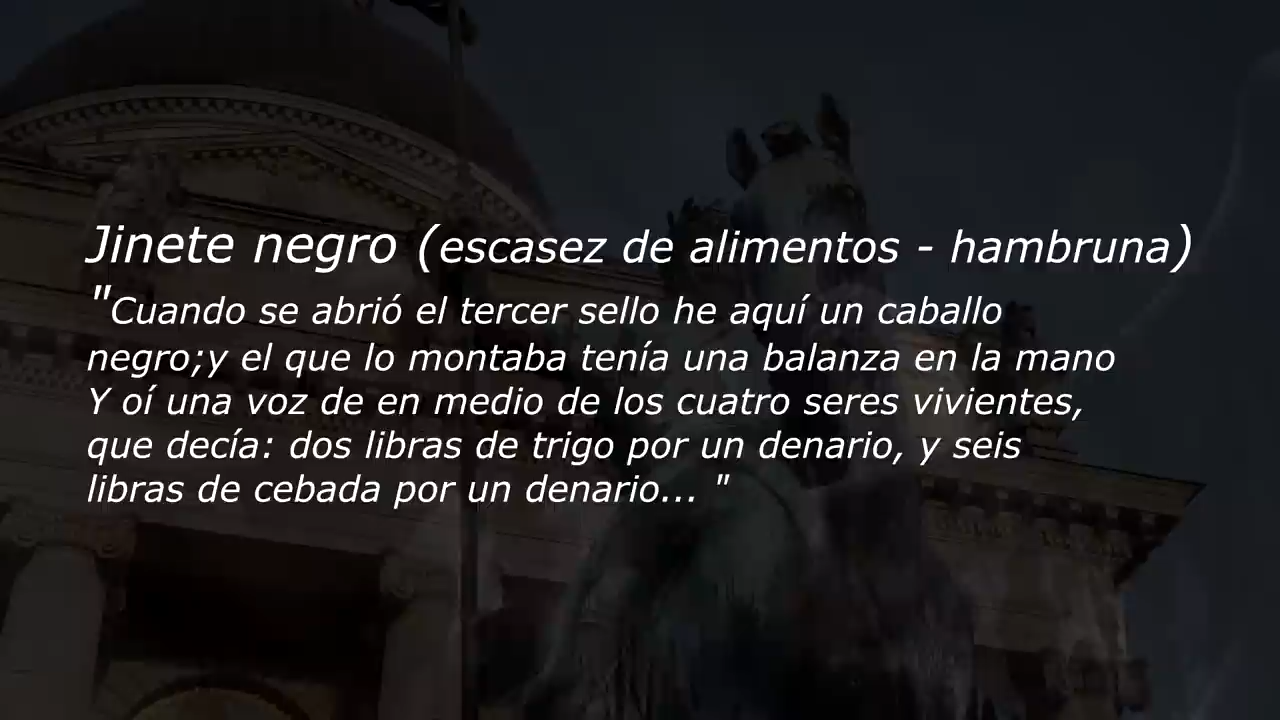 Jinete negro (escasez de alimentos - hambruna)
"Cuando se abrió el tercer sello he aquí un caballo
negro;y el que lo montaba tenía una balanza en la mano
Y oí una voz de en medio de los cuatro seres vivientes,
que decía: dos libras de trigo por un denario, y seis
libras de cebada por un denario... "